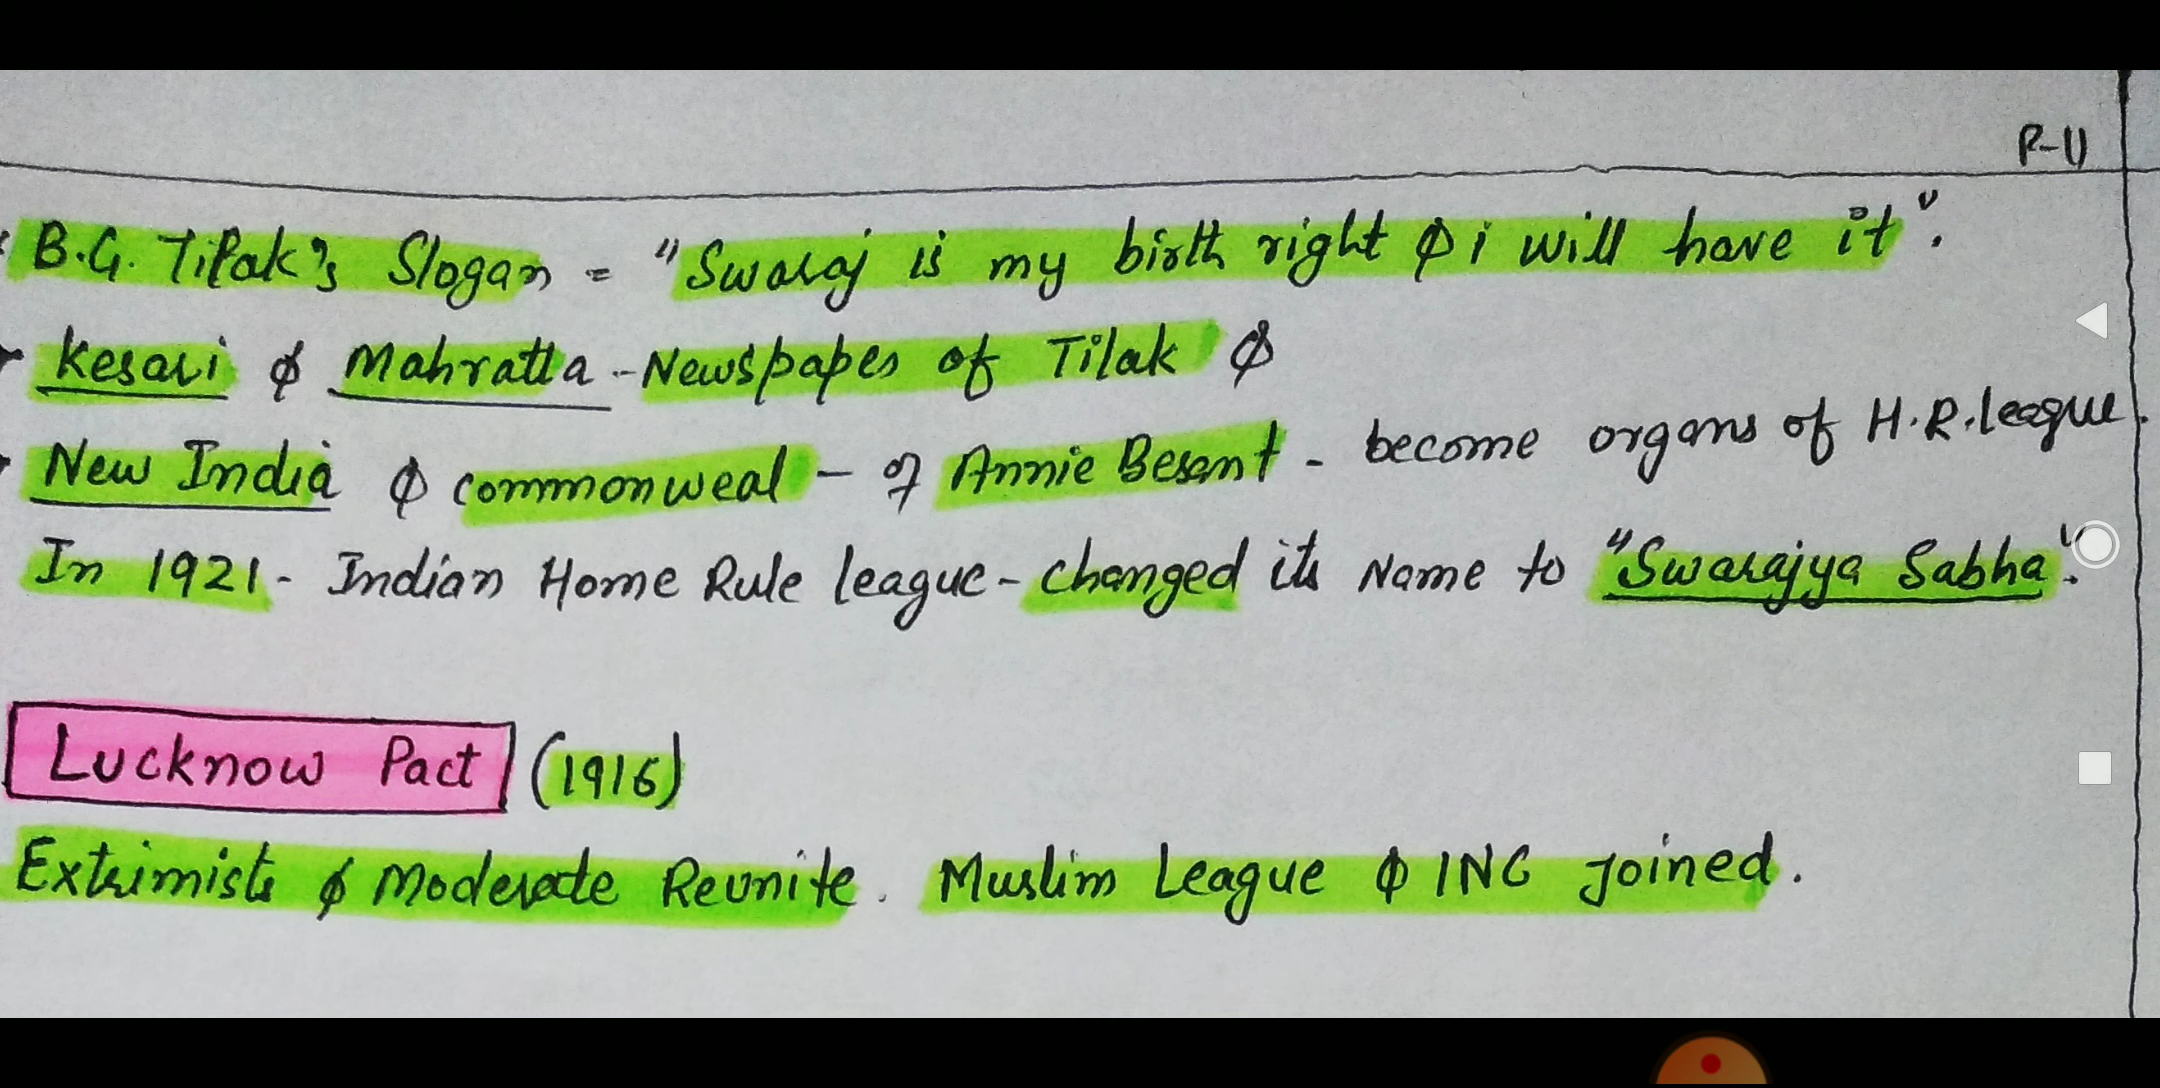 P-11
B.G. Tilak's Slogan = "Swaraj is my birth right & i will have it".
Kesari & Mahratta - Newspaper of Tilak &
New India & commonweal - of Annie Besant - become organs of H.R. league.
In 1921 - Indian Home Rule league - changed its Name to "Swarajya Sabha".
Lucknow Pact (1916)
Extrimists & Moderate Reunite. Muslim League & INC Joined.